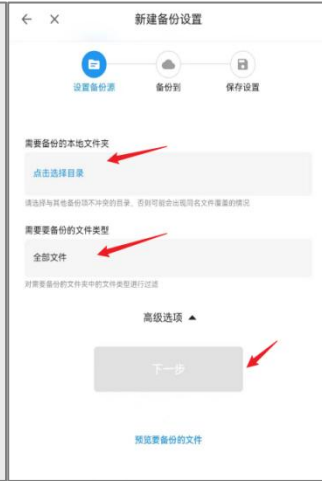 新建备份设置
设置备份源 备份到 保存设置
需要备份的本地文件夹
点击选择目录
请选择与其他备份项不冲突的目录，否则可能会出现同名文件覆盖的情况
需要要备份的文件类型
全部文件
对需要备份的文件夹中的文件类型进行过滤
高级选项
下一步
预览要备份的文件